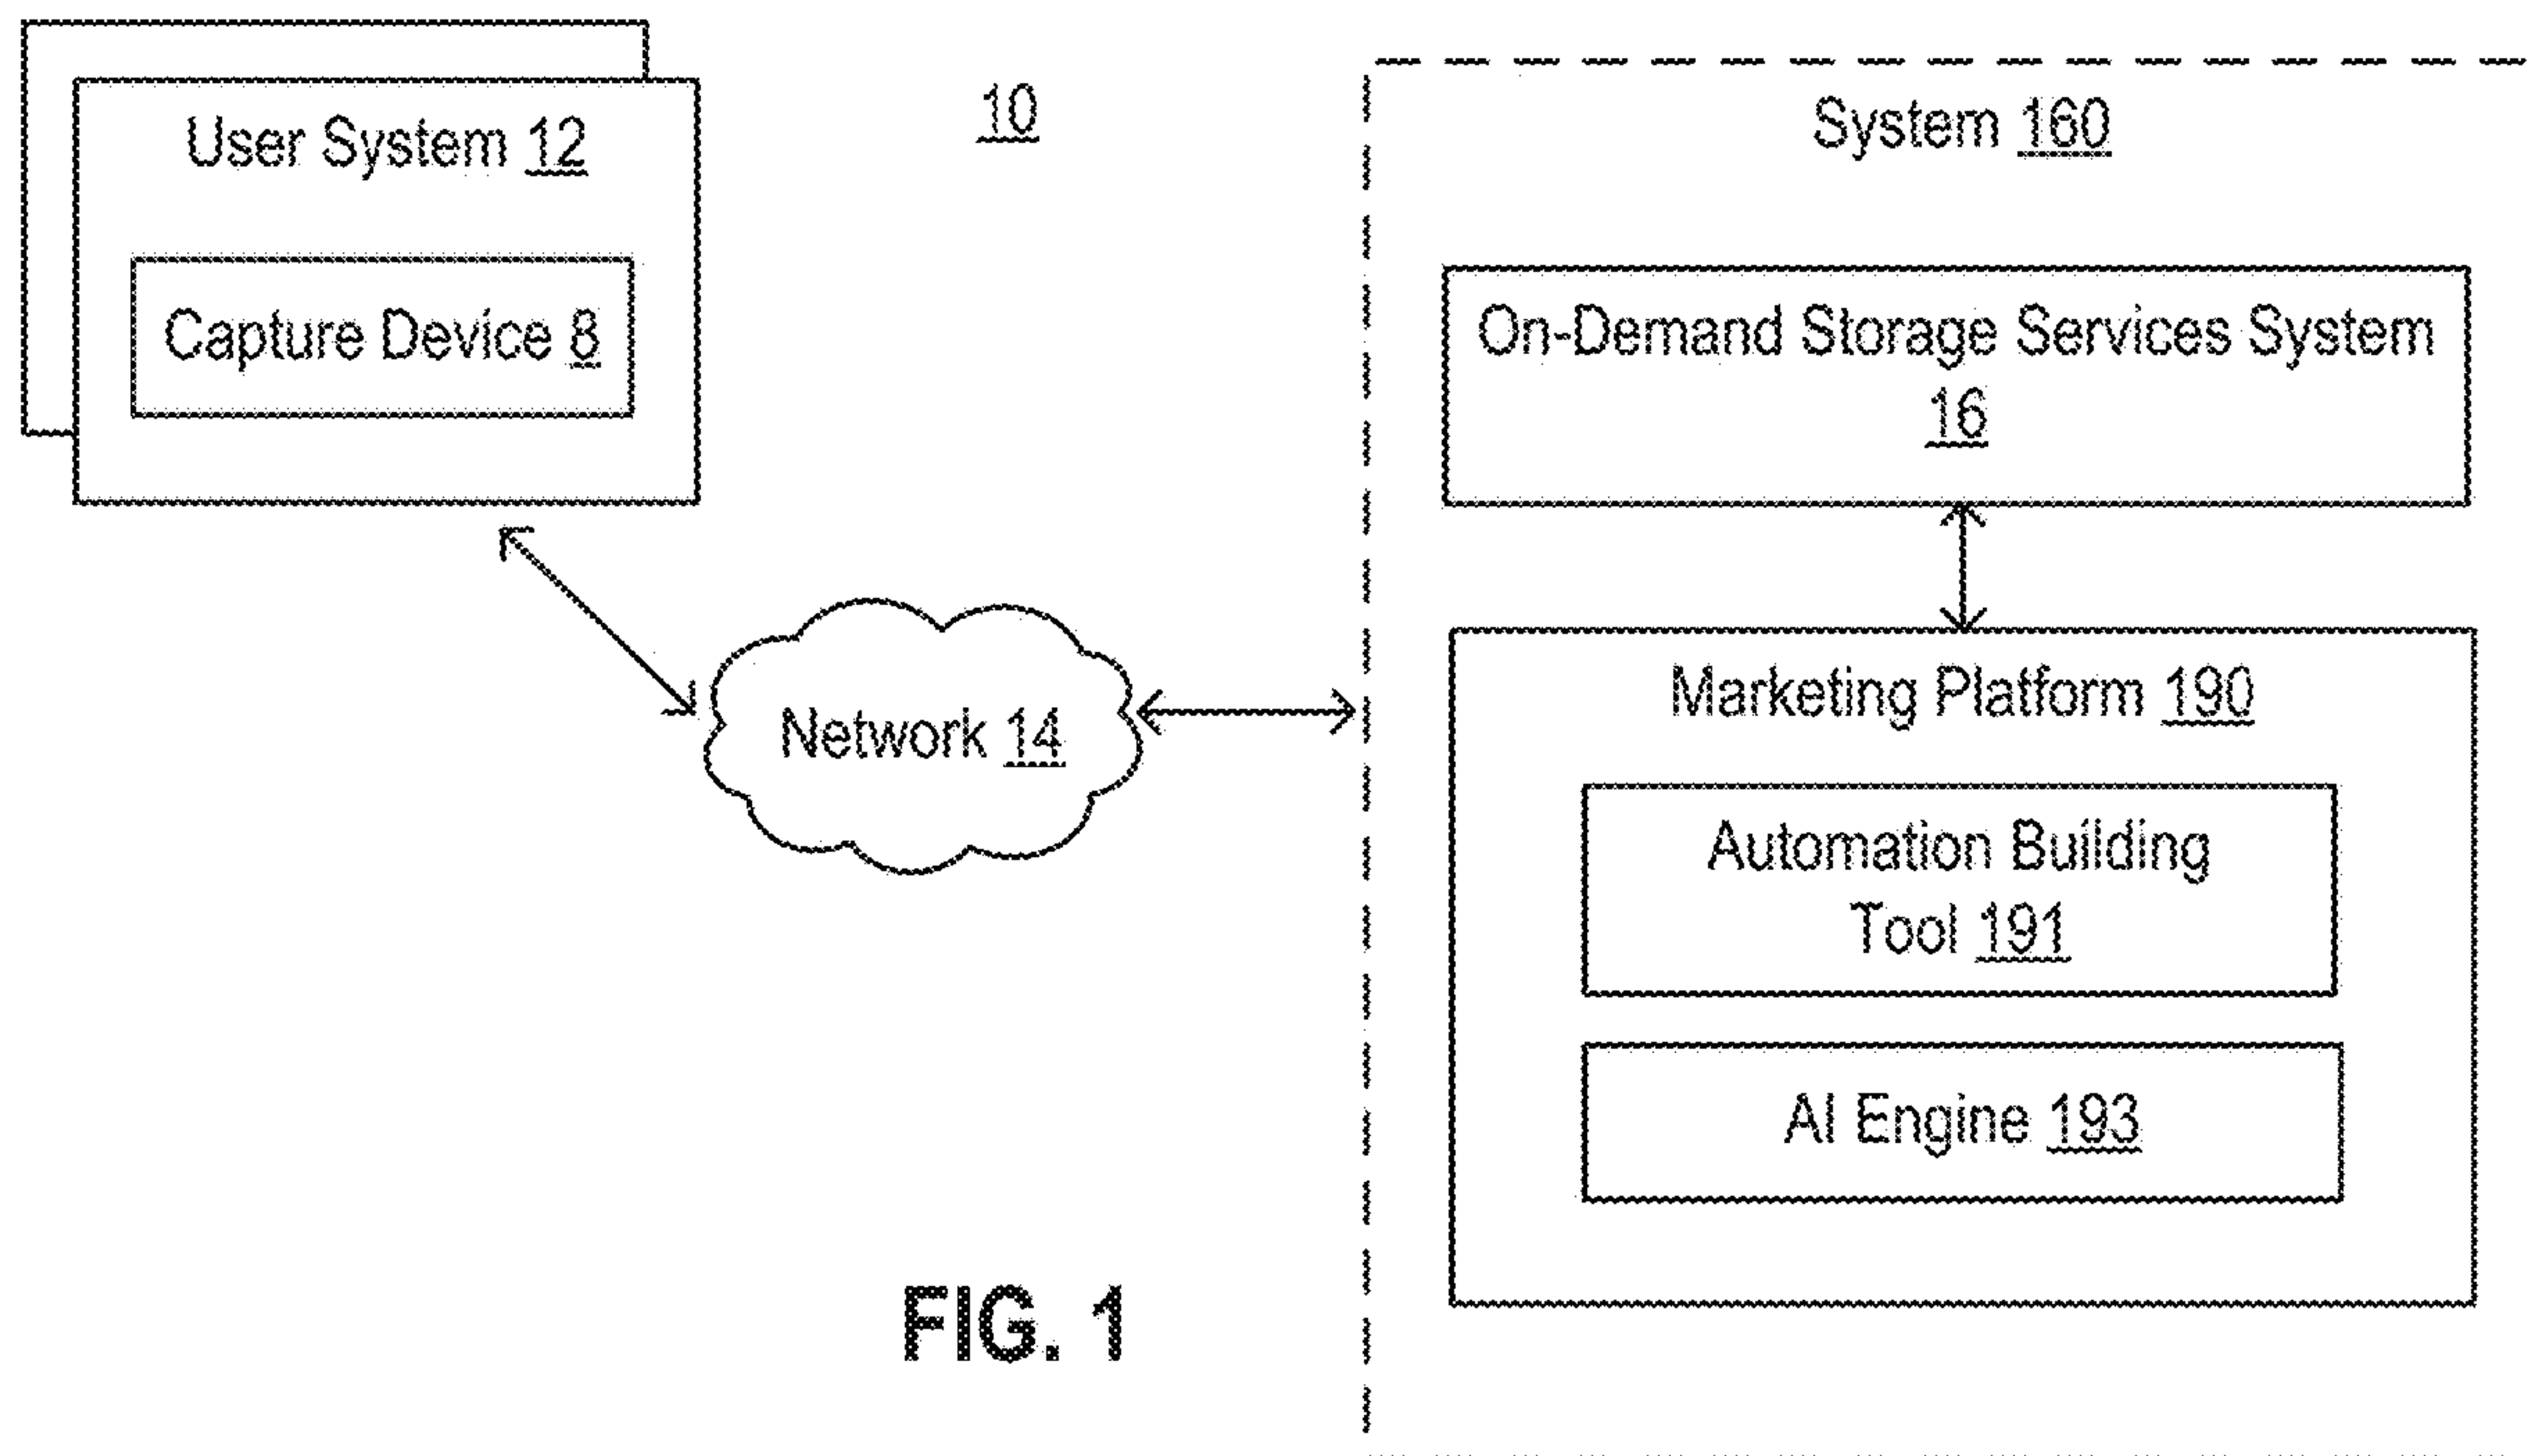 10
User System 12
Capture Device 8
Network 14
System 160
On-Demand Storage Services System
16
Marketing Platform 190
Automation Building
Tool 191
AI Engine 193
FIG. 1